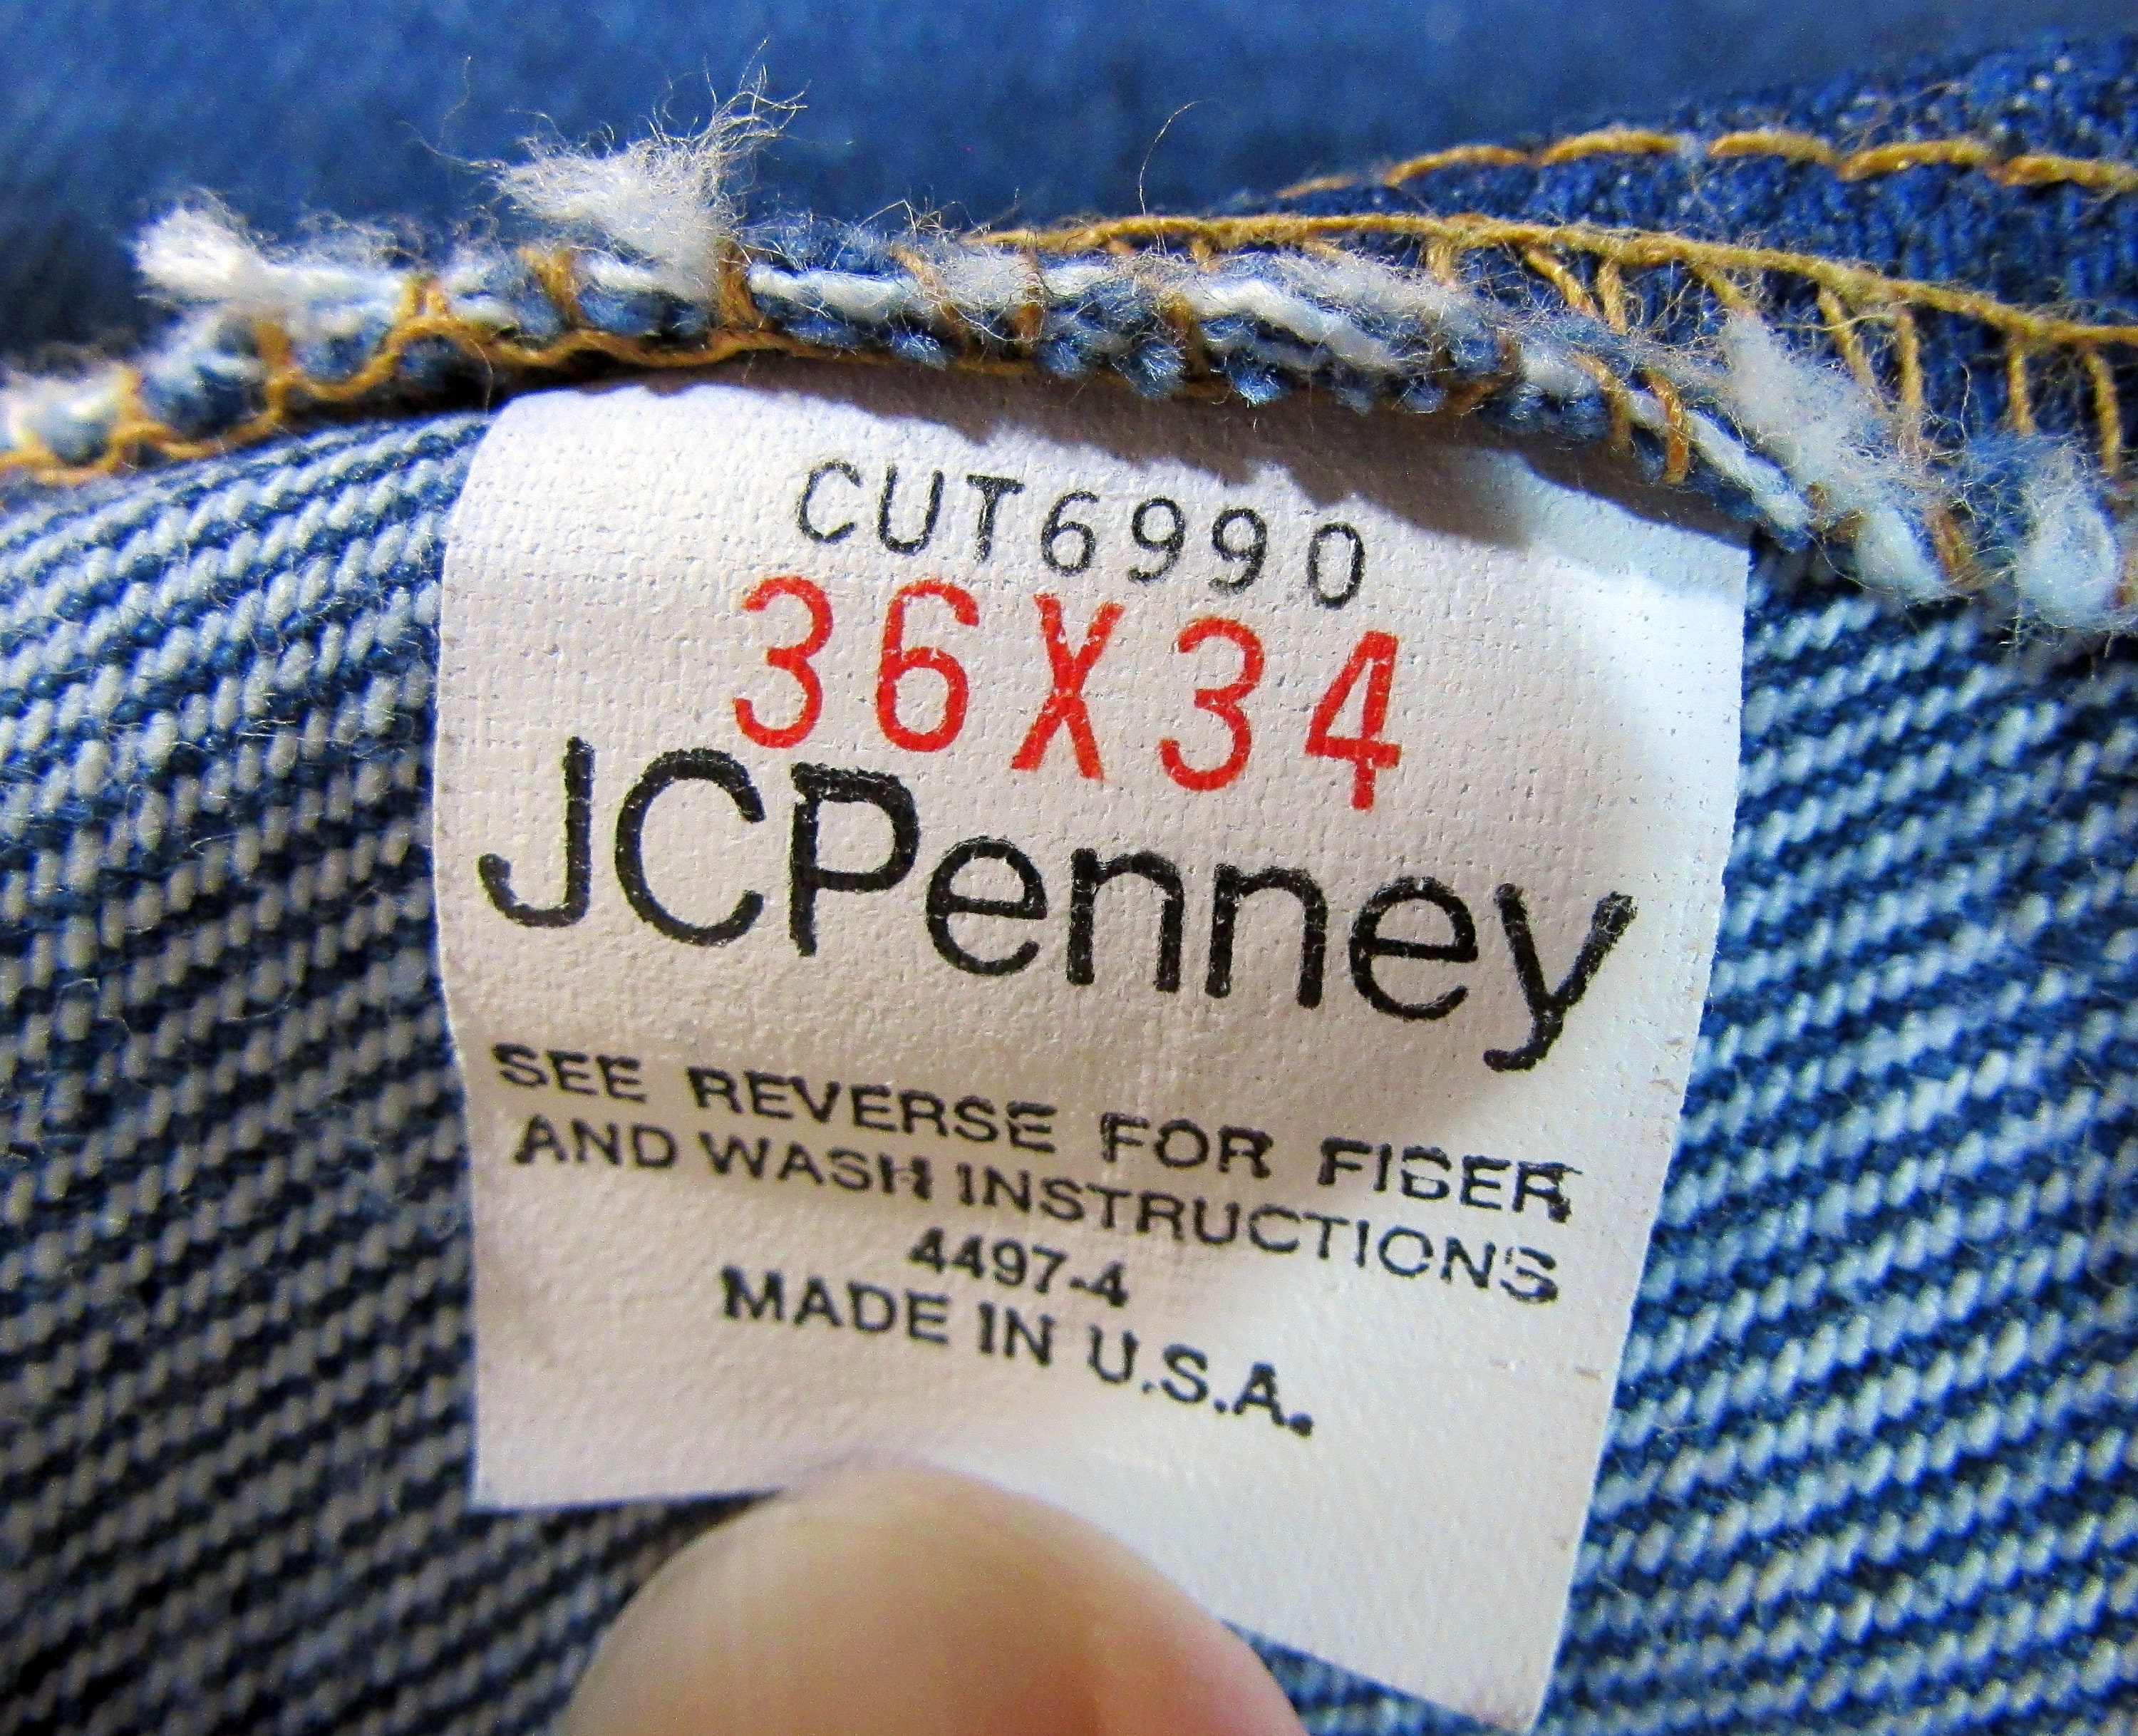 CUT6990
36X34
JCPenney
SEE REVERSE FOR FIBER
AND WASH INSTRUCTIONS
4497-4
MADE IN U.S.A.